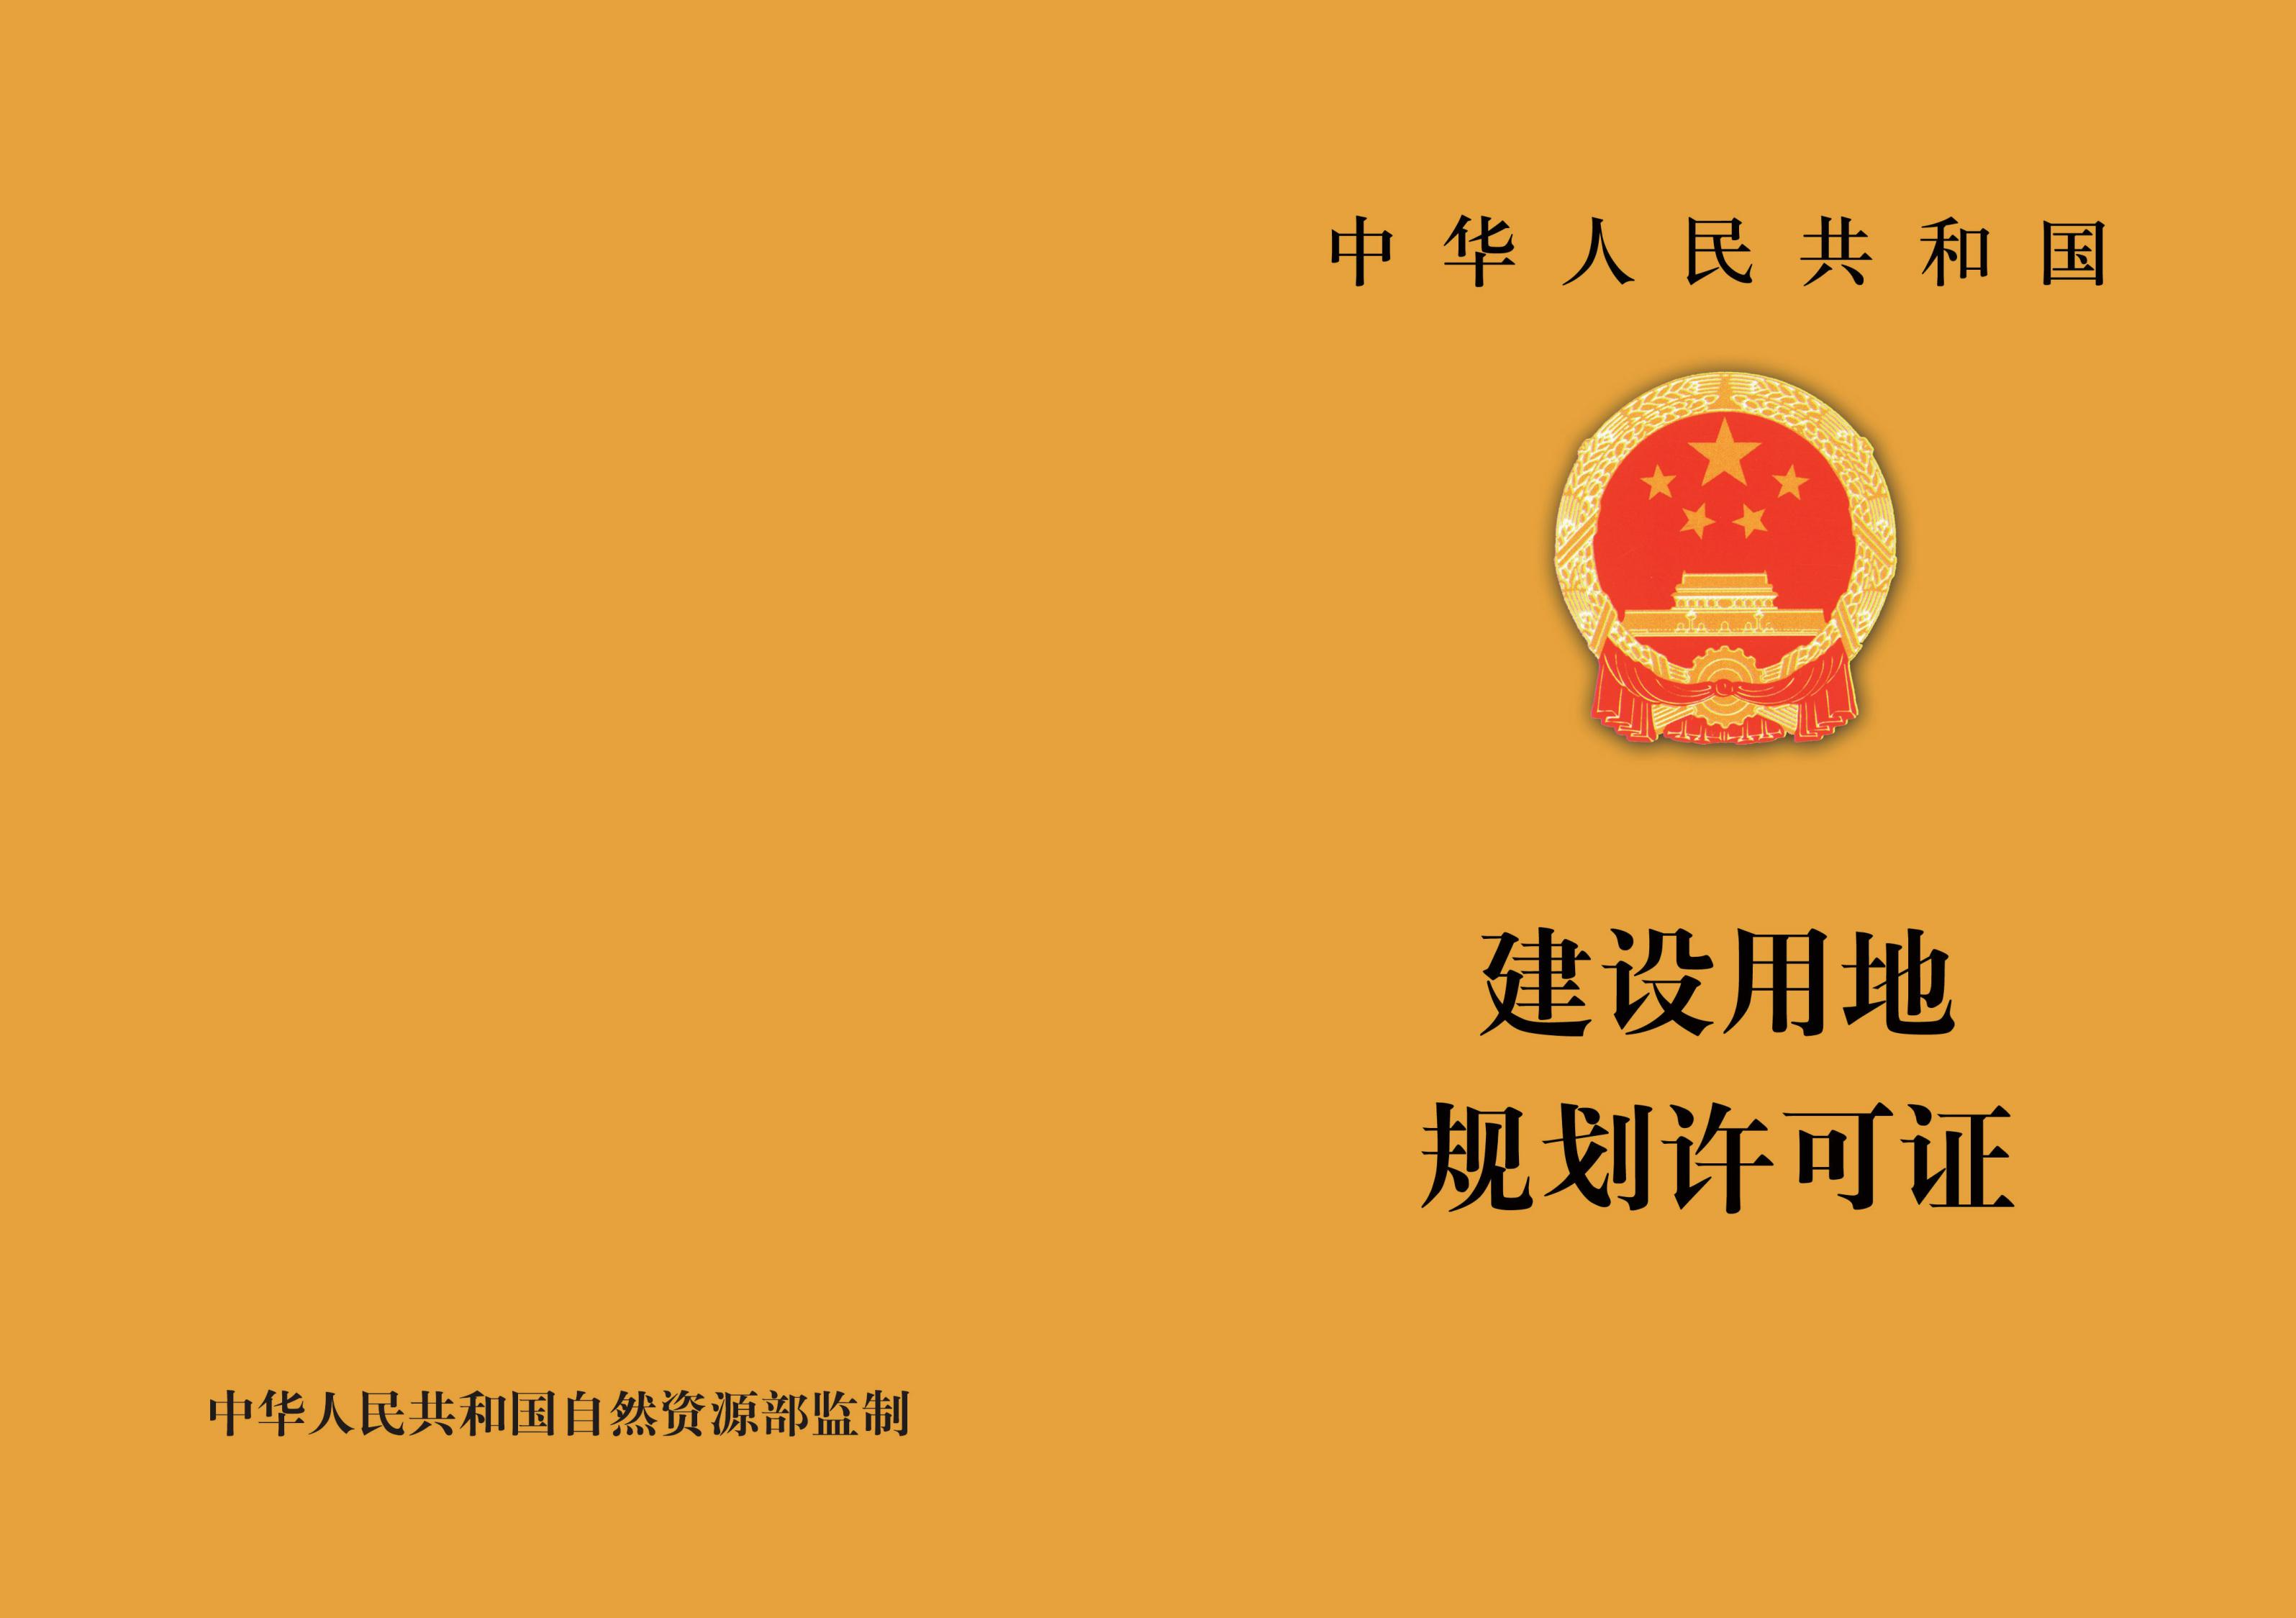 中华人民共和国
建设用地
规划许可证
中华人民共和国自然资源部监制